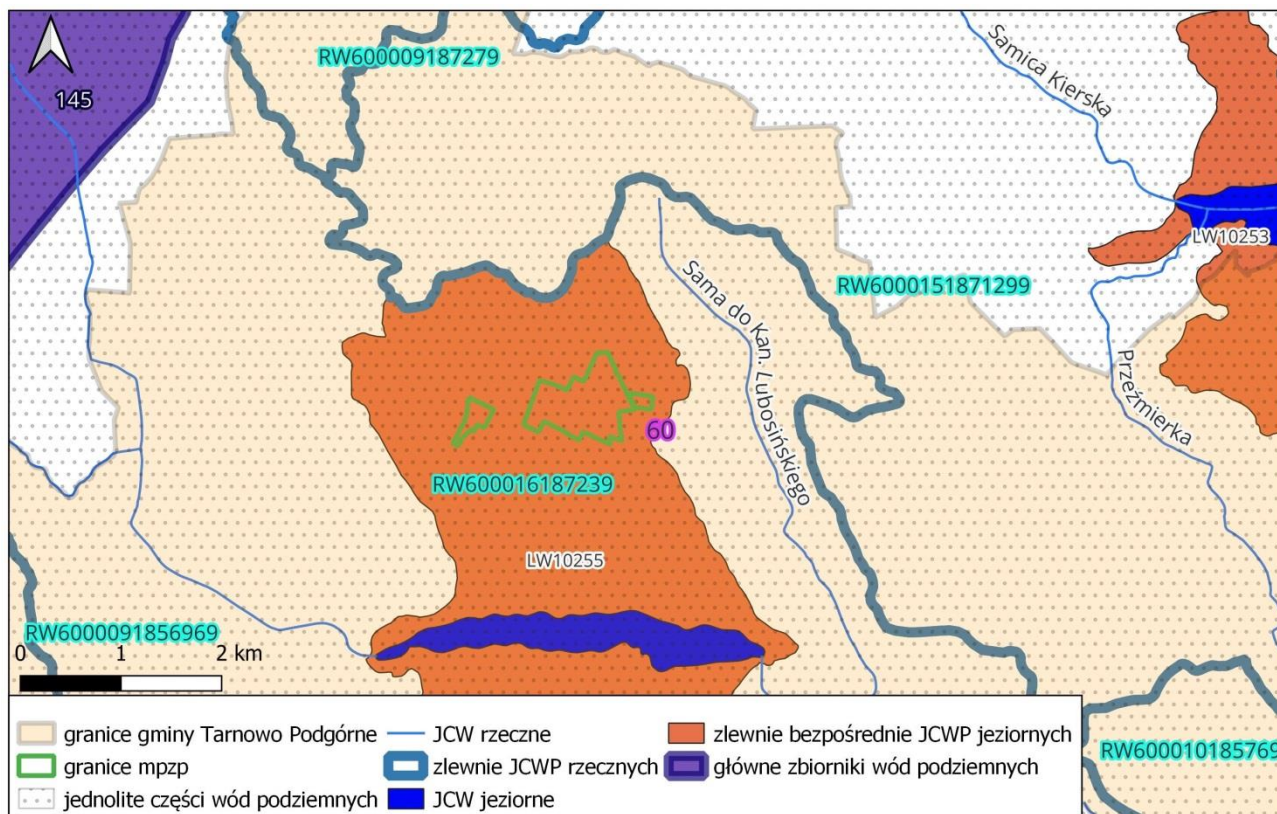 RW600009187279
145
Samica Kierska
LW10253
RW6000151871299
Sama do Kan. Lubosińskiego
Przeźmierka
60
RW600016187239
LW10255
RW6000091856969
0 1 2 km
RW600010185769
granice gminy Tarnowo Podgórne
JCW rzeczne
zlewnie bezpośrednie JCWP jeziornych
granice mpzp
zlewnie JCWP rzecznych
główne zbiorniki wód podziemnych
jednolite części wód podziemnych
JCW jeziorne